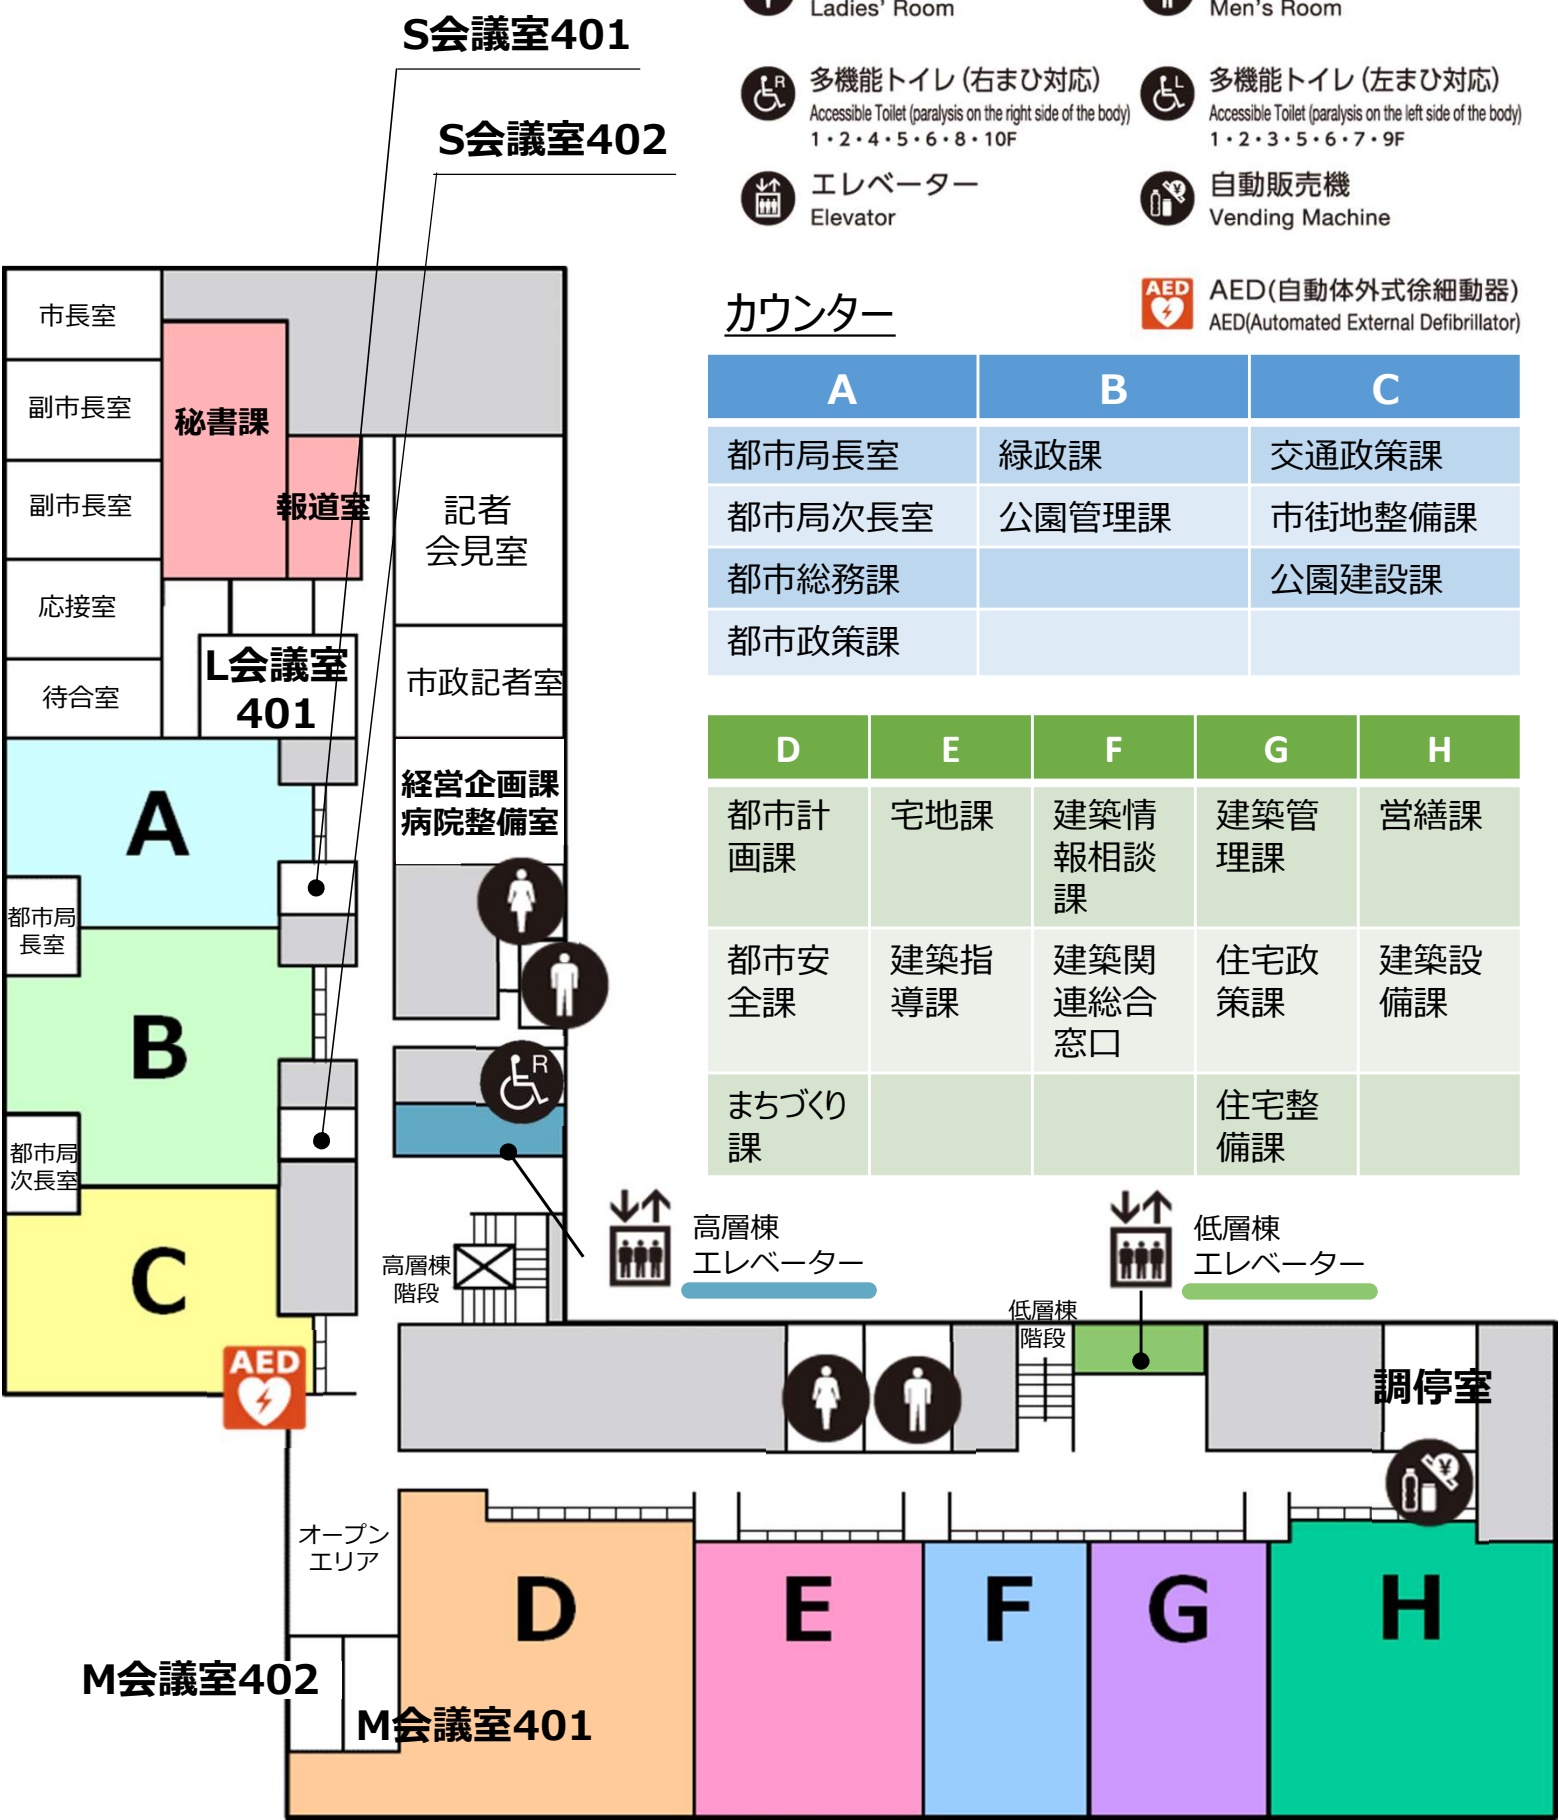 Ladies' Room
Men's Room
S会議室401
S会議室402
R
多機能トイレ（右まひ対応）
Accessible Toilet (paralysis on the right side of the body)
1・2・4・5・6・8・10F
L
多機能トイレ（左まひ対応）
Accessible Toilet (paralysis on the left side of the body)
1・2・3・5・6・7・9F
エレベーター
Elevator
自動販売機
Vending Machine
AED
AED(自動体外式徐細動器)
AED(Automated External Defibrillator)
カウンター
A
B
C
都市局長室
緑政課
交通政策課
都市局次長室
公園管理課
市街地整備課
都市総務課
公園建設課
都市政策課
D
E
F
G
H
都市計
画課
宅地課
建築情
報相談
課
建築管
理課
営繕課
都市安
全課
建築指
導課
建築関
連総合
窓口
住宅政
策課
建築設
備課
まちづくり
課
住宅整
備課
市長室
副市長室
副市長室
応接室
待合室
秘書課
報道室
記者
会見室
L会議室
401
市政記者室
経営企画課
病院整備室
A
都市局
長室
B
都市局
次長室
C
R
高層棟
階段
高層棟
エレベーター
低層棟
エレベーター
低層棟
階段
AED
調停室
¥
オープン
エリア
D
E
F
G
H
M会議室402
M会議室401